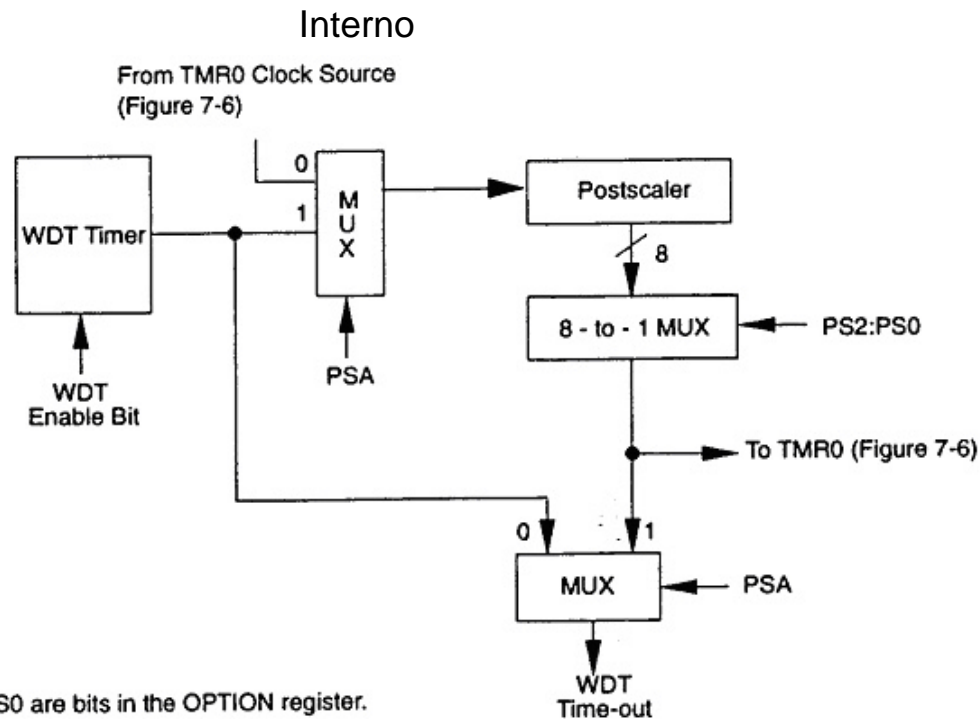 Interno
From TMR0 Clock Source
(Figure 7-6)
0
1
M
U
X
WDT Timer
PSA
WDT
Enable Bit
Postscaler
8
8 - to - 1 MUX
PS2:PS0
To TMR0 (Figure 7-6)
0
1
MUX
PSA
WDT
Time-out
S0 are bits in the OPTION register.